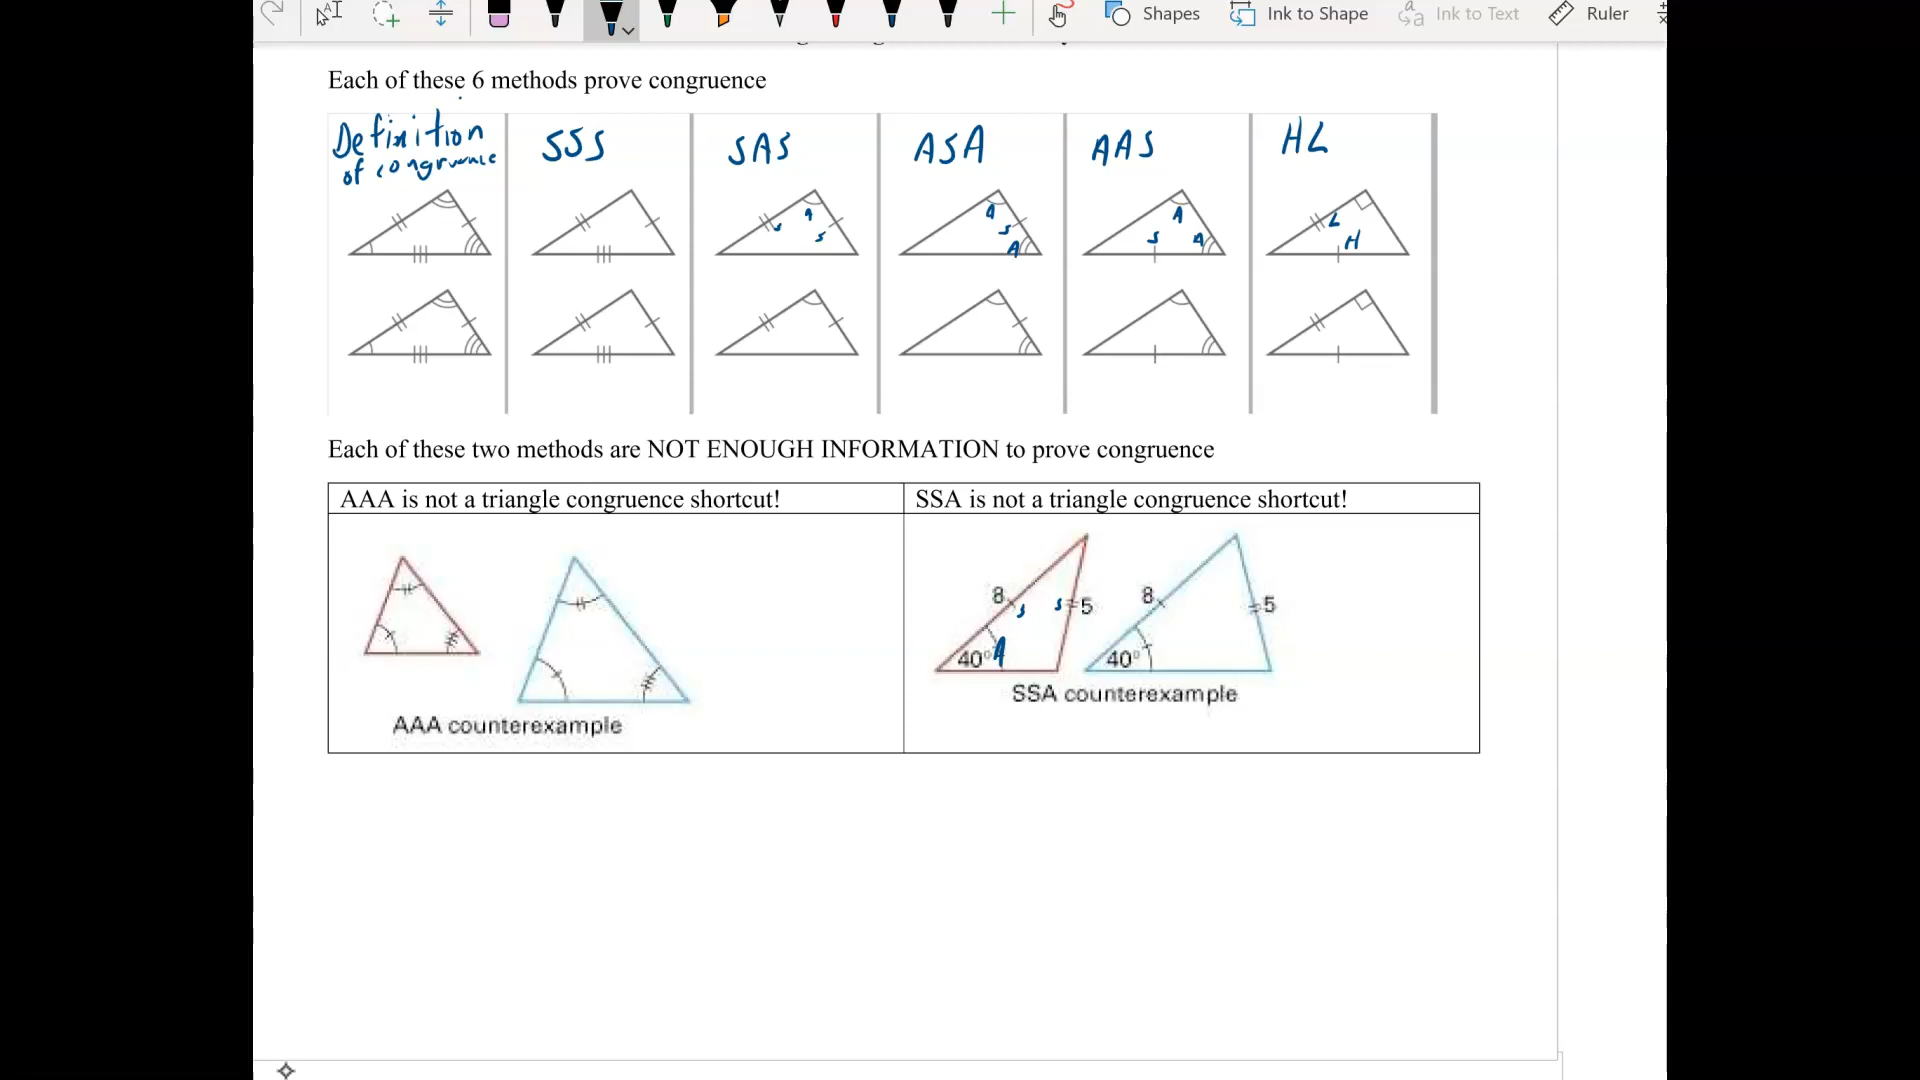 Shapes Ink to Shape Ink to Text Ruler
Each of these 6 methods prove congruence
Definition of congruence SSS SAS ASA AAS HL
s A s A s A A s A L H
Each of these two methods are NOT ENOUGH INFORMATION to prove congruence
AAA is not a triangle congruence shortcut! SSA is not a triangle congruence shortcut!
8 s s 5 8 5
40° A 40°
SSA counterexample
AAA counterexample